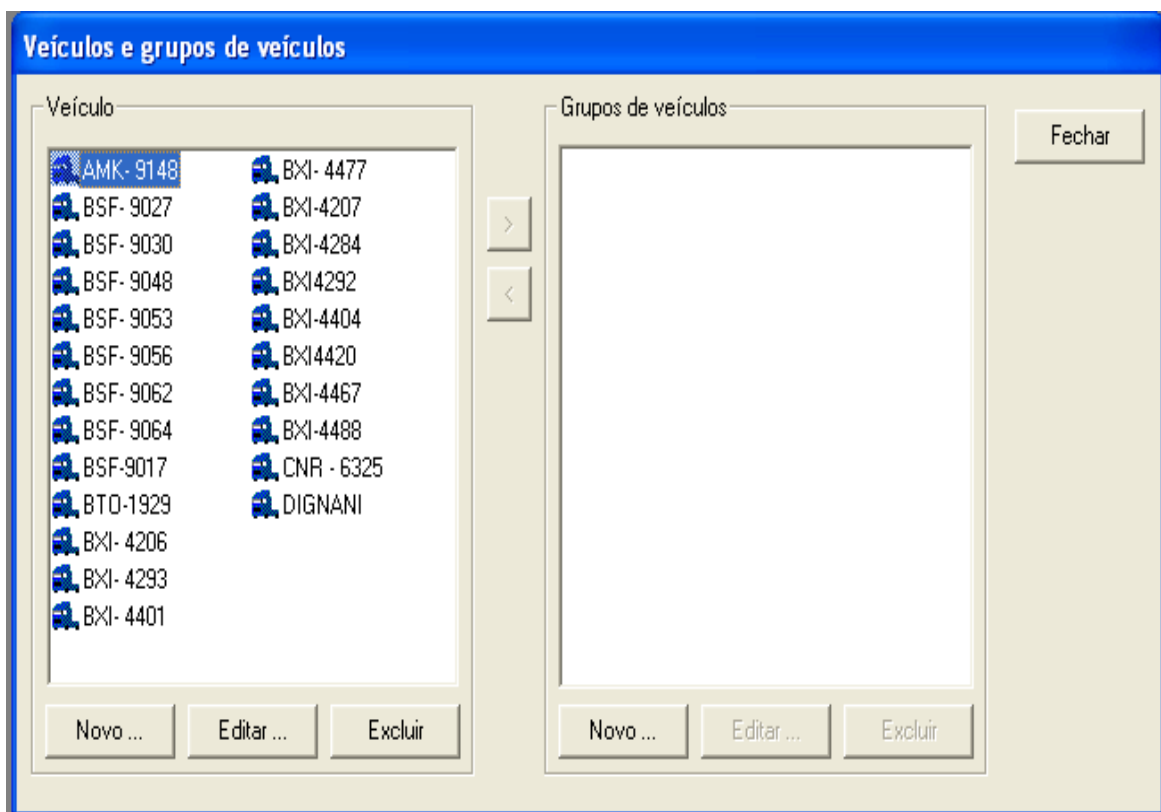 Veículos e grupos de veículos
Veículo
AMK- 9148
BSF- 9027
BSF- 9030
BSF- 9048
BSF- 9053
BSF- 9056
BSF- 9062
BSF- 9064
BSF-9017
BTO-1929
BXI- 4206
BXI- 4293
BXI- 4401
BXI- 4477
BXI-4207
BXI-4284
BXI4292
BXI-4404
BXI4420
BXI-4467
BXI-4488
CNR - 6325
DIGNANI
Novo ...
Editar ...
Excluir
>
<
Grupos de veículos
Novo ...
Editar ...
Excluir
Fechar